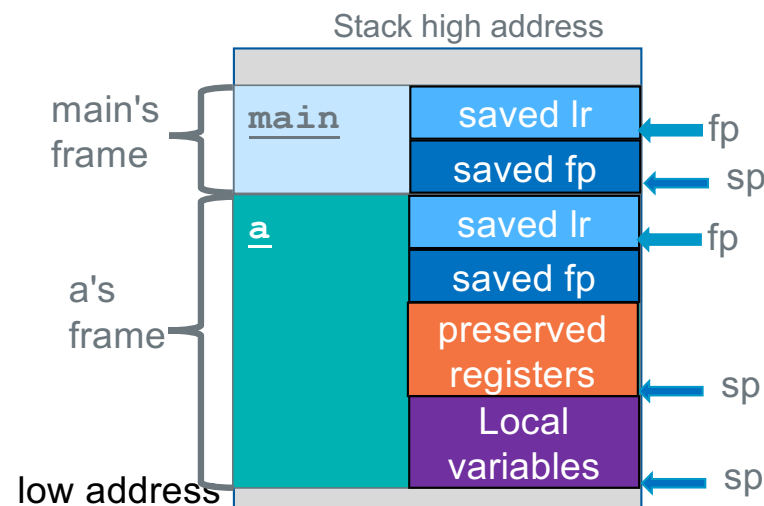 Stack high address
main's
frame
main
saved lr
fp
saved fp
sp
a's
frame
a
saved lr
fp
saved fp
preserved
registers
sp
Local
variables
sp
low address